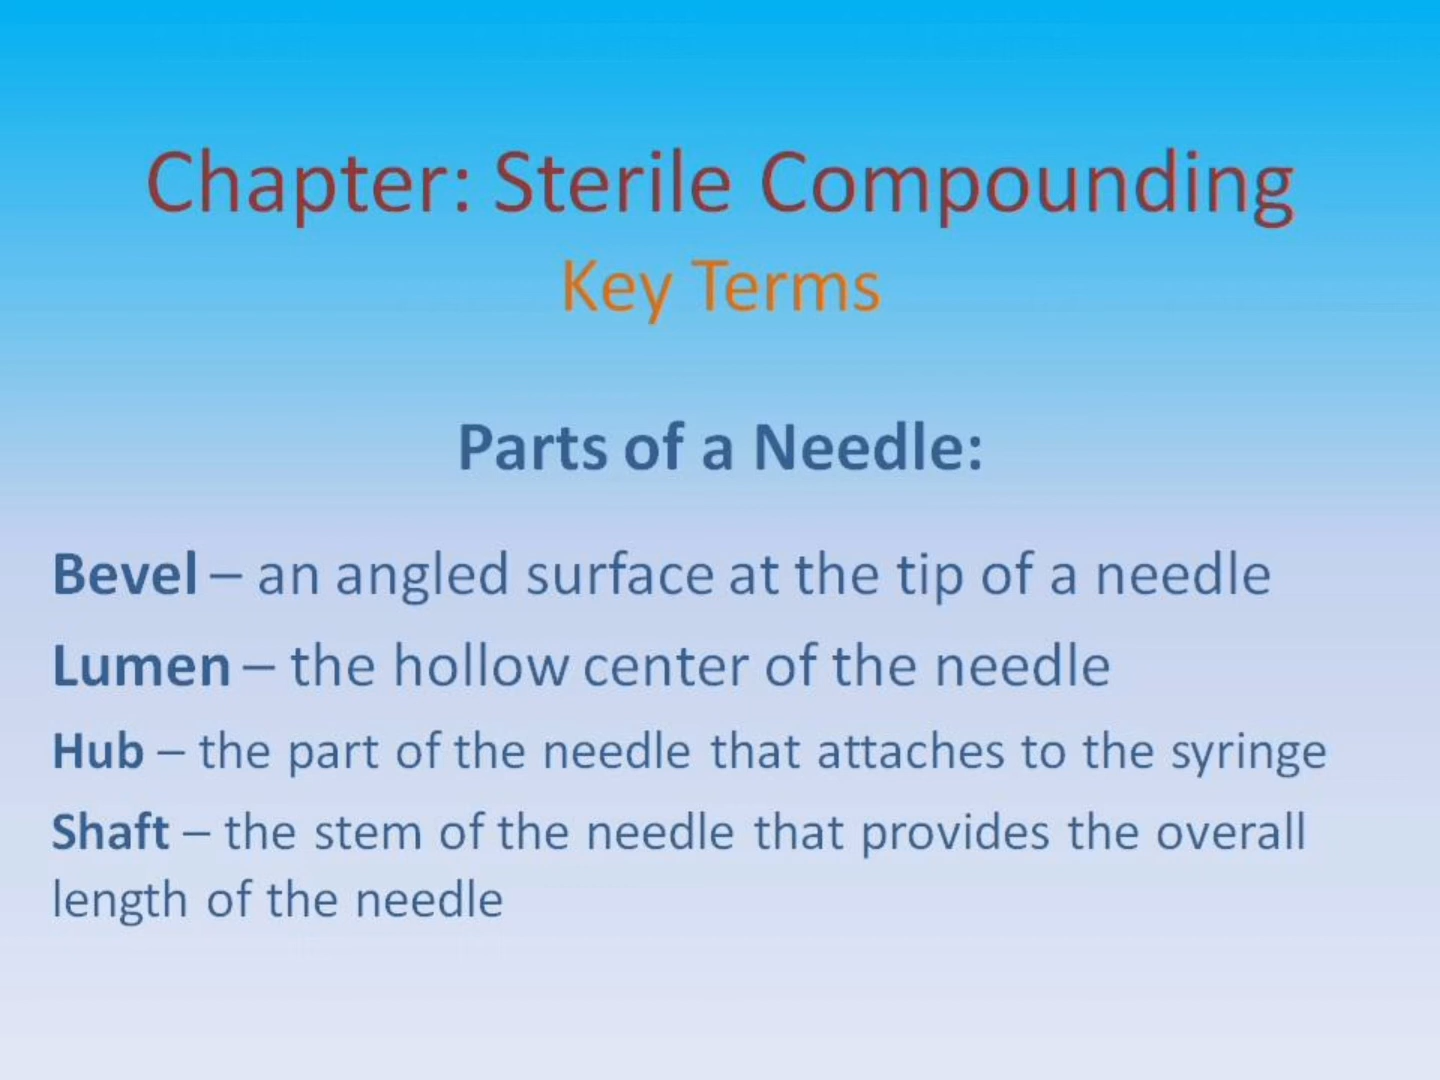 Chapter: Sterile Compounding
Key Terms
Parts of a Needle:
Bevel – an angled surface at the tip of a needle
Lumen – the hollow center of the needle
Hub – the part of the needle that attaches to the syringe
Shaft – the stem of the needle that provides the overall
length of the needle